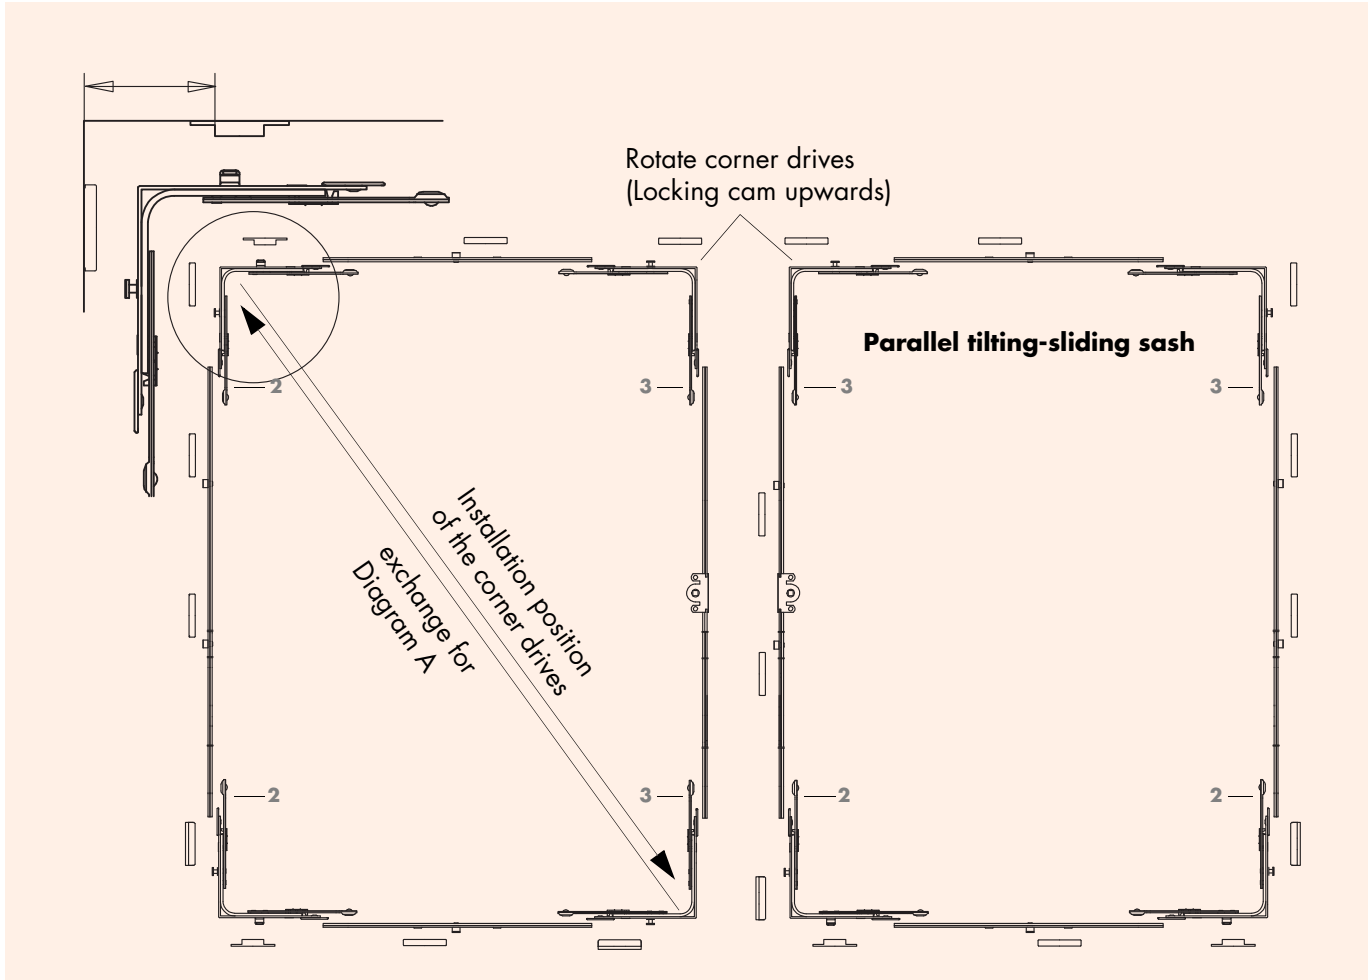 Rotate corner drives
(Locking cam upwards)
Parallel tilting-sliding sash
2
3
3
3
Installation position
of the corner drives
exchange for
Diagram A
2
3
2
2